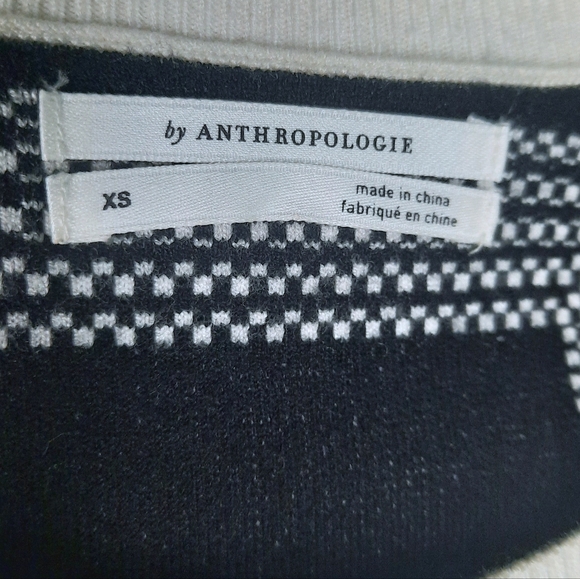 by ANTHROPOLOGIE
XS
made in china
fabriqué en chine